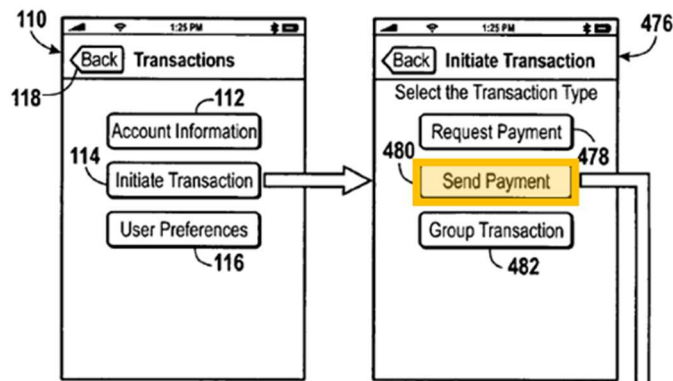 110
1:25 PM
Back Transactions
118
112
Account Information
114
Initiate Transaction
User Preferences
116
1:25 PM
476
Back Initiate Transaction
Select the Transaction Type
Request Payment
480
478
Send Payment
Group Transaction
482